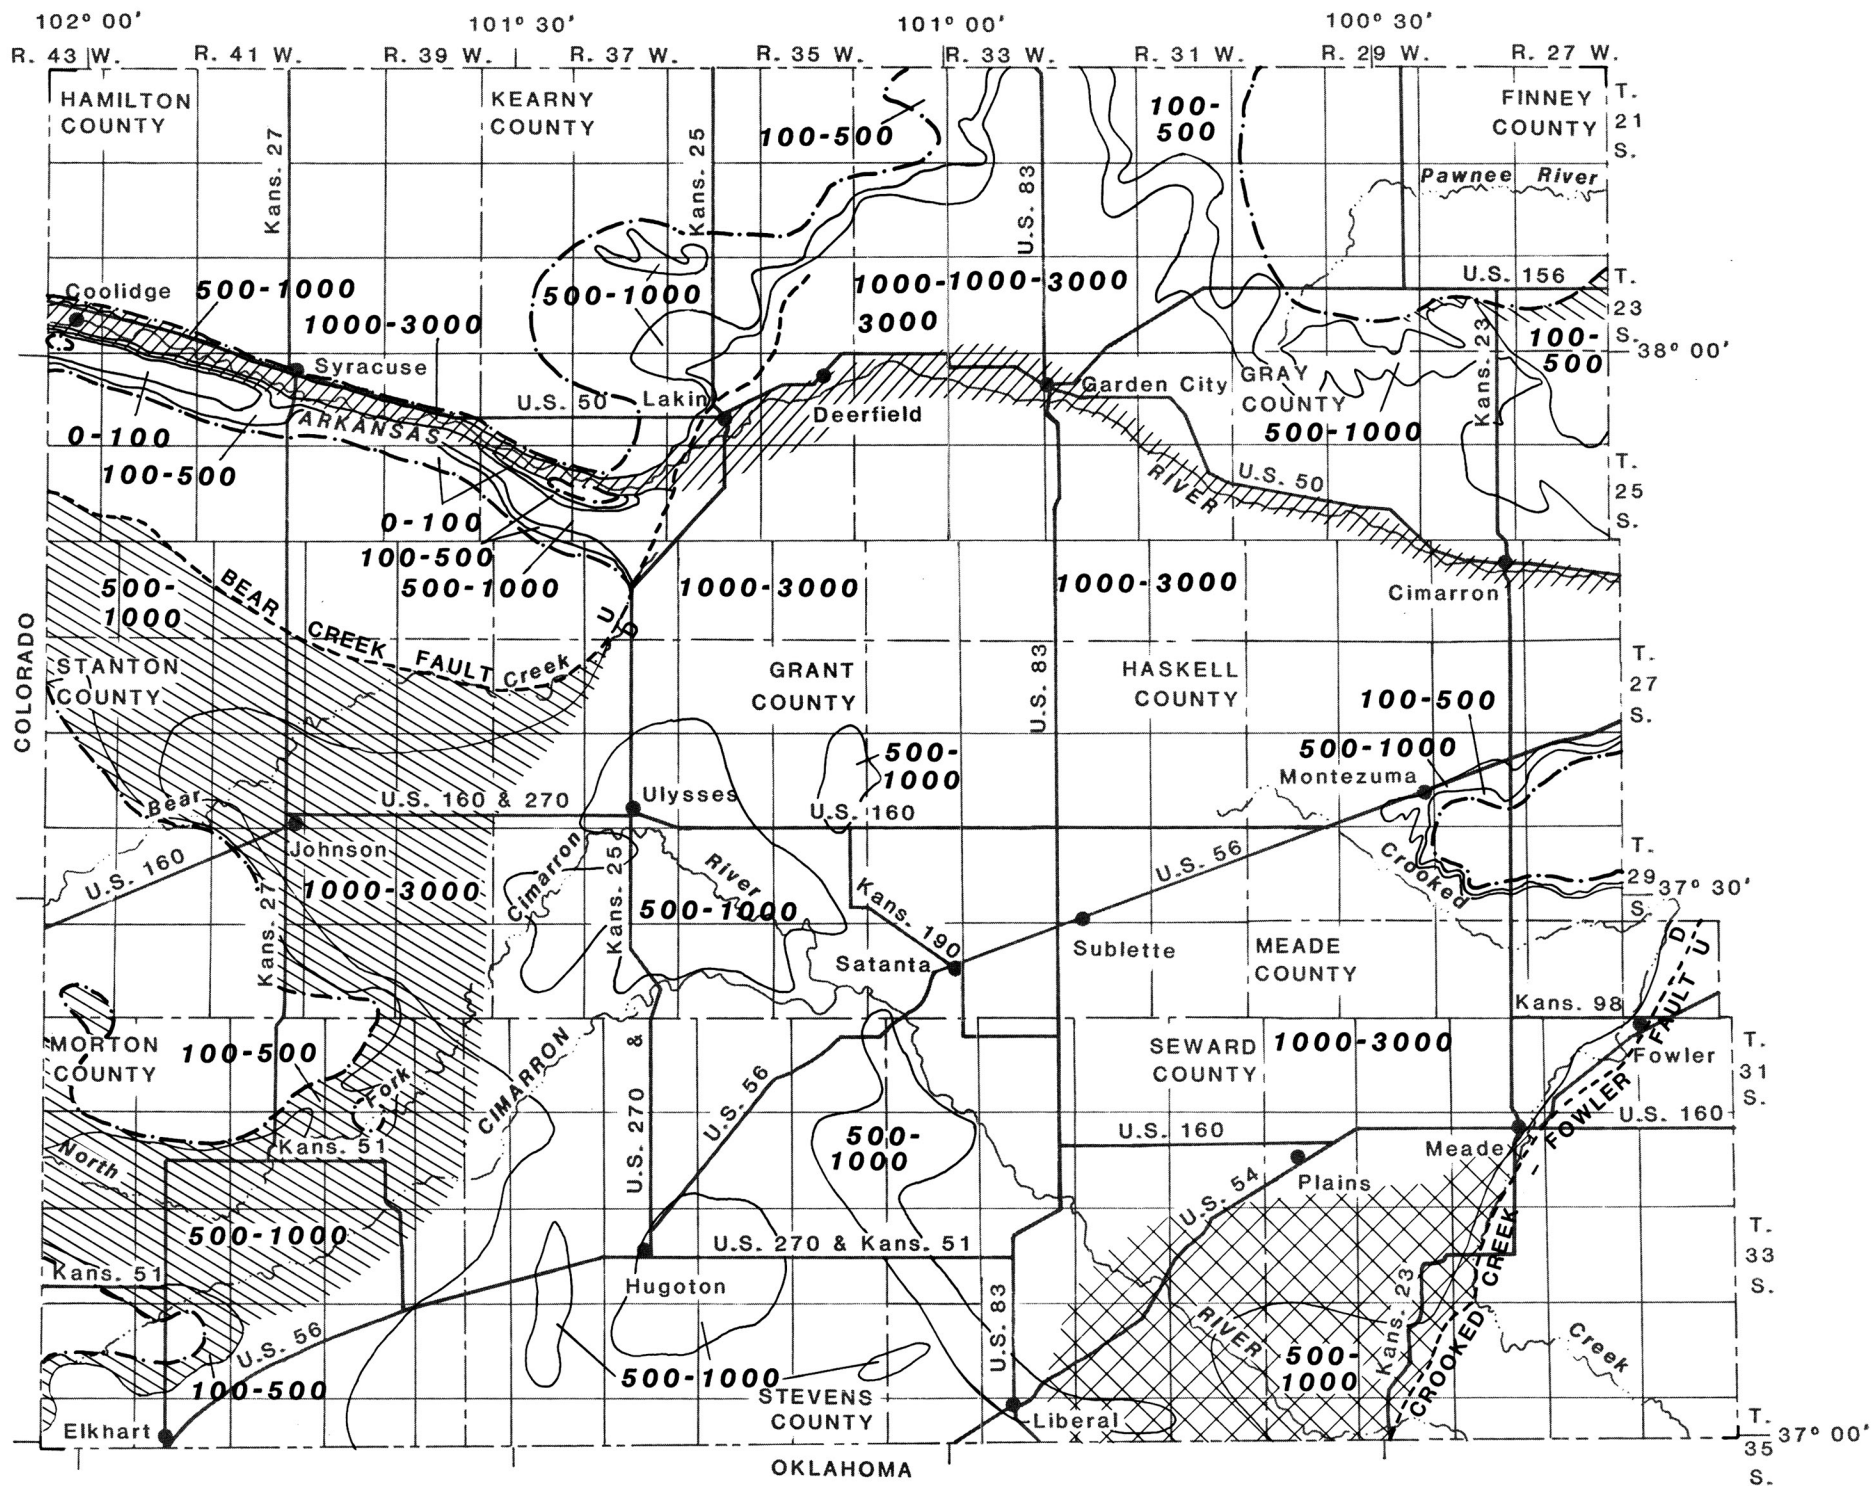 102° 00'
101° 30'
101° 00'
100° 30'
R. 43 W.
R. 41 W.
R. 39 W.
R. 37 W.
R. 35 W.
R. 33 W.
R. 31 W.
R. 29 W.
R. 27 W.
HAMILTON
COUNTY
KEARNY
COUNTY
FINNEY
COUNTY
T.
21
S.
Kans. 27
Kans. 25
U.S. 83
100-500
100-
500
Pawnee River
Coolidge
500-1000
1000-3000
500-1000
1000-
3000
1000-3000
U.S. 156
T.
23
S.
100-
500
38° 00'
Syracuse
U.S. 50
Lakin
Deerfield
Garden City
GRAY
COUNTY
500-1000
Kans. 23
ARKANSAS
0-100
100-500
RIVER
U.S. 50
T.
25
S.
0-100
100-500
500-1000
1000-3000
1000-3000
Cimarron
500-
1000
BEAR
CREEK
FAULT
Creek
U
D
COLORADO
STANTON
COUNTY
GRANT
COUNTY
U.S. 83
HASKELL
COUNTY
T.
27
S.
100-500
500-1000
500-
1000
Montezuma
Bear
U.S. 160 & 270
Ulysses
U.S. 160
U.S. 160
Johnson
Cimarron
Kans. 25
River
U.S. 56
Crooked
T.
29
S.
37° 30'
Kans. 27
1000-3000
500-1000
Kans. 190
Satanta
Sublette
MEADE
COUNTY
D
U
Kans. 98
MORTON
COUNTY
100-500
Fork
CIMARRON
U.S. 270 &
U.S. 56
SEWARD
COUNTY
1000-3000
FAULT
Fowler
FOWLER
T.
31
S.
U.S. 160
U.S. 160
Meade
North
Kans. 51
500-
1000
U.S. 54
Plains
500-1000
U.S. 270 & Kans. 51
T.
33
S.
Kans. 51
Hugoton
U.S. 83
RIVER
Kans. 23
CROOKED CREEK
Creek
U.S. 56
500-
1000
100-500
500-1000
STEVENS
COUNTY
Elkhart
Liberal
T.
35
S.
37° 00'
OKLAHOMA